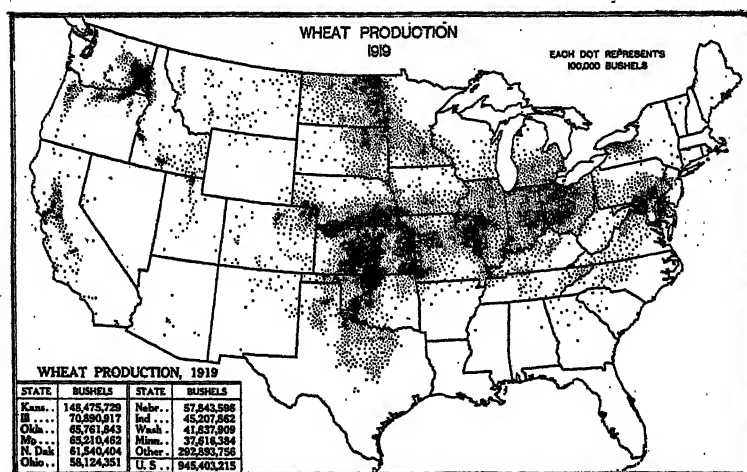 WHEAT PRODUCTION
1919
EACH DOT REPRESENTS
100,000 BUSHELS
WHEAT PRODUCTION, 1919
STATE BUSHELS STATE BUSHELS
Kans.. 148,475,729 Nebr.. 57,843,598
Ill .... 70,890,917 Ind ... 45,207,862
Okla.. 65,761,843 Wash. 41,837,909
Mo... 65,210,462 Minn. 37,616,384
N. Dak 61,540,404 Other. 292,893,756
Ohio.. 58,124,351 U. S .. 945,403,215